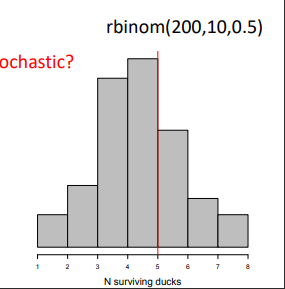 rbinom(200,10,0.5)
ochastic?
1 2 3 4 5 6 7 8
N surviving ducks